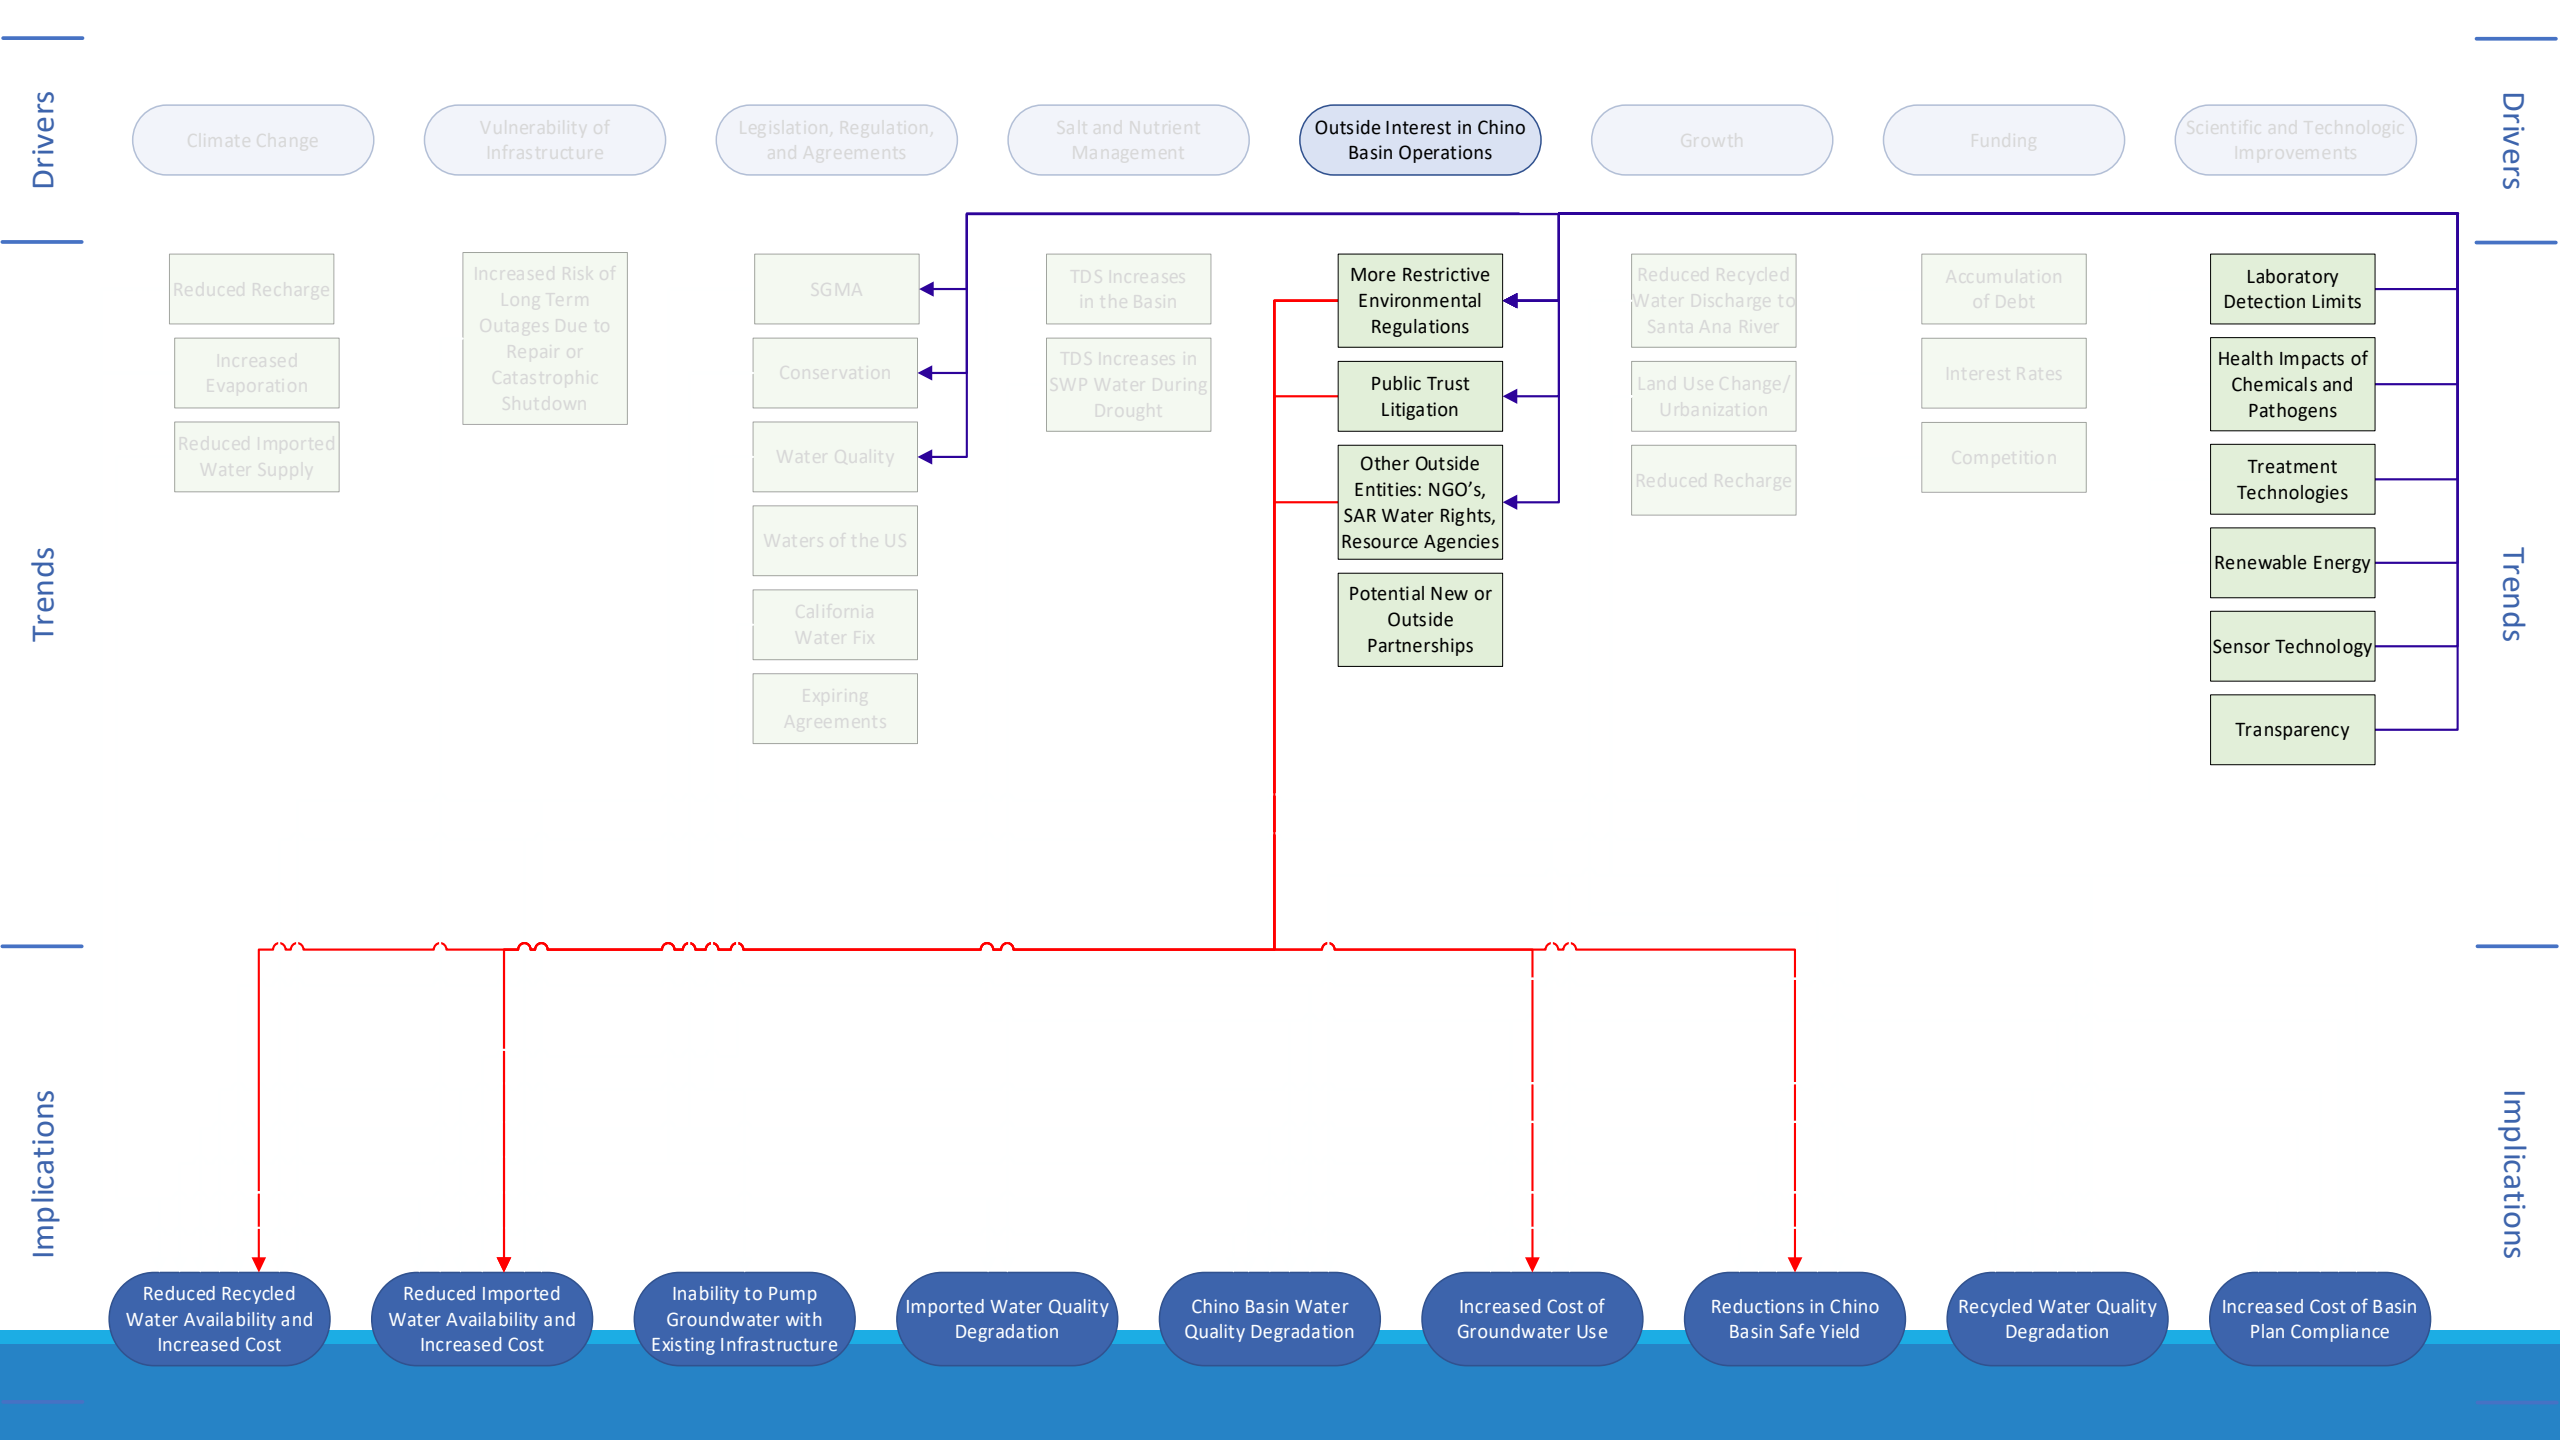 Drivers
Climate Change
Vulnerability of
Infrastructure
Legislation, Regulation,
and Agreements
Salt and Nutrient
Management
Outside Interest in Chino
Basin Operations
Growth
Funding
Scientific and Technologic
Improvements
Drivers
Trends
Reduced Recharge
Increased
Evaporation
Reduced Imported
Water Supply
Increased Risk of
Long Term
Outages Due to
Repair or
Catastrophic
Shutdown
SGMA
Conservation
Water Quality
Waters of the US
California
Water Fix
Expiring
Agreements
TDS Increases
in the Basin
TDS Increases in
SWP Water During
Drought
More Restrictive
Environmental
Regulations
Public Trust
Litigation
Other Outside
Entities: NGO’s,
SAR Water Rights,
Resource Agencies
Potential New or
Outside
Partnerships
Reduced Recycled
Water Discharge to
Santa Ana River
Land Use Change/
Urbanization
Reduced Recharge
Accumulation
of Debt
Interest Rates
Competition
Laboratory
Detection Limits
Health Impacts of
Chemicals and
Pathogens
Treatment
Technologies
Renewable Energy
Sensor Technology
Transparency
Trends
Implications
Reduced Recycled
Water Availability and
Increased Cost
Reduced Imported
Water Availability and
Increased Cost
Inability to Pump
Groundwater with
Existing Infrastructure
Imported Water Quality
Degradation
Chino Basin Water
Quality Degradation
Increased Cost of
Groundwater Use
Reductions in Chino
Basin Safe Yield
Recycled Water Quality
Degradation
Increased Cost of Basin
Plan Compliance
Implications